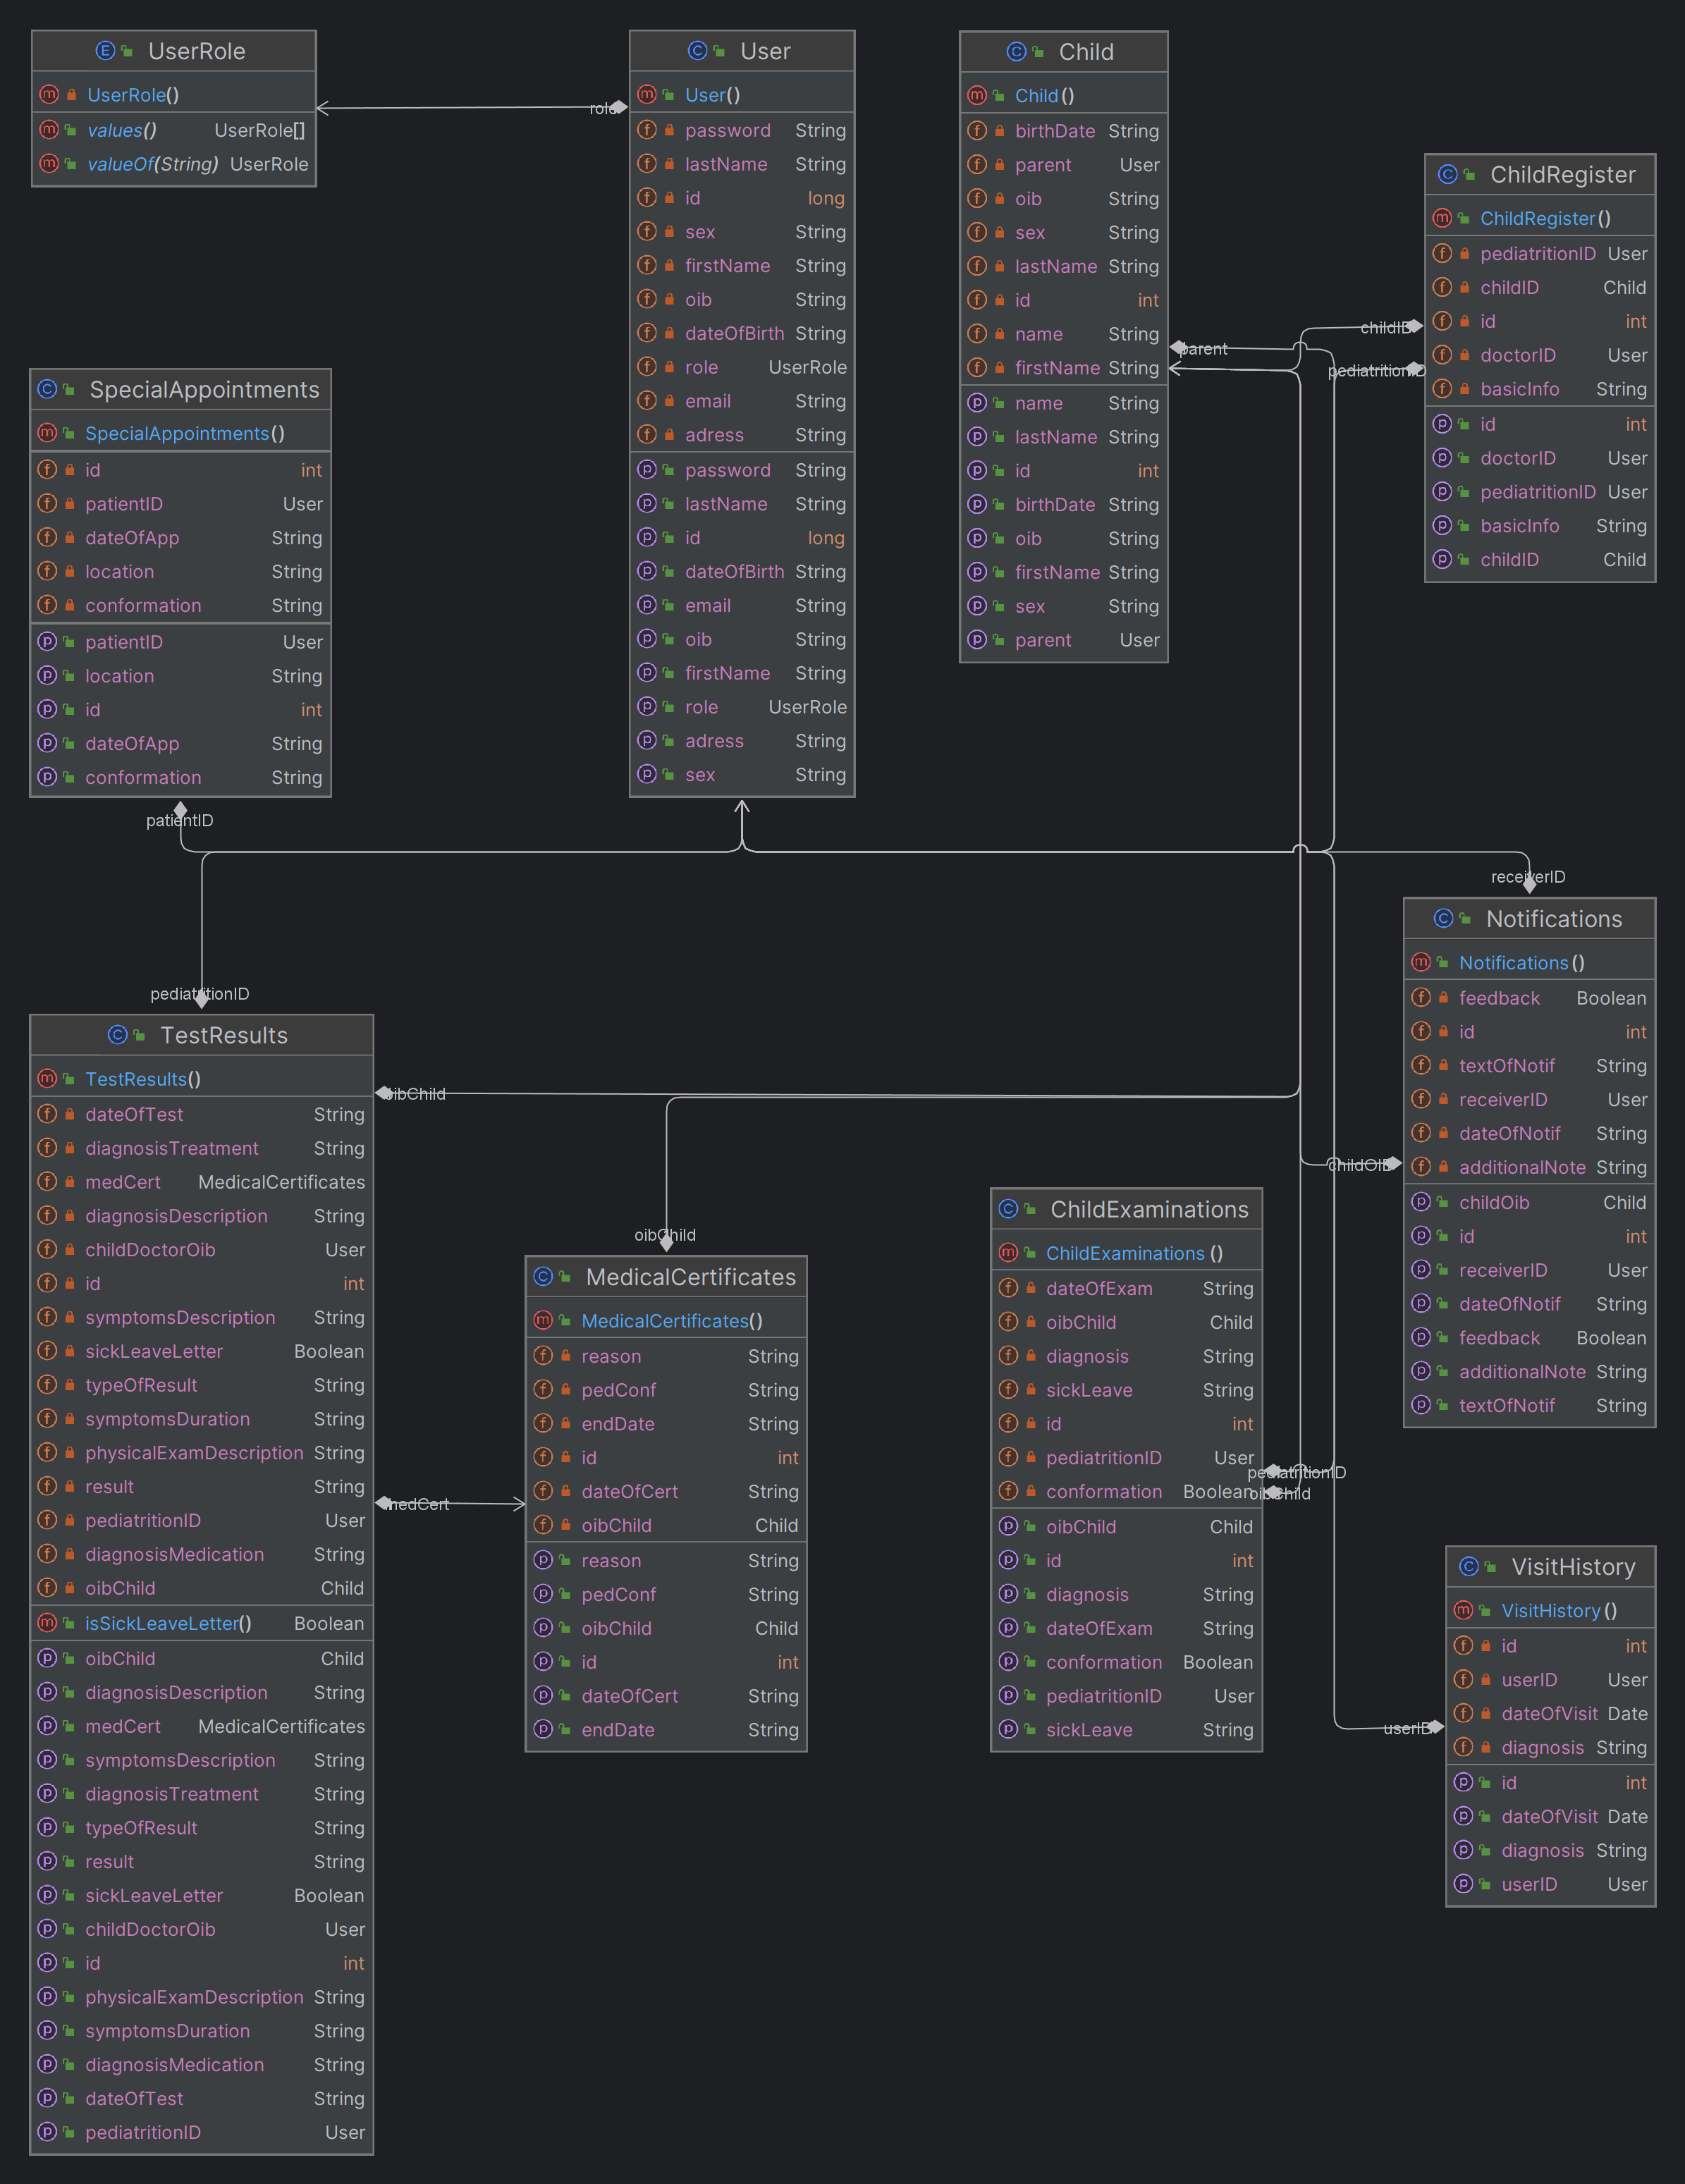 UserRole
UserRole()
values() UserRole[]
valueOf(String) UserRole
role
User
User()
password String
lastName String
id long
sex String
firstName String
oib String
dateOfBirth String
role UserRole
email String
adress String
password String
lastName String
id long
dateOfBirth String
email String
oib String
firstName String
role UserRole
adress String
sex String
Child
Child()
birthDate String
parent User
oib String
sex String
lastName String
id int
name String
firstName String
name String
lastName String
id int
birthDate String
oib String
firstName String
sex String
parent User
parent
childID
pediatritionID
ChildRegister
ChildRegister()
pediatritionID User
childID Child
id int
doctorID User
basicInfo String
id int
doctorID User
pediatritionID User
basicInfo String
childID Child
SpecialAppointments
SpecialAppointments()
id int
patientID User
dateOfApp String
location String
conformation String
patientID User
location String
id int
dateOfApp String
conformation String
patientID
receiverID
Notifications
Notifications()
feedback Boolean
id int
textOfNotif String
receiverID User
dateOfNotif String
additionalNote String
childOib Child
id int
receiverID User
dateOfNotif String
feedback Boolean
additionalNote String
textOfNotif String
childOIB
pediatritionID
TestResults
TestResults()
dateOfTest String
diagnosisTreatment String
medCert MedicalCertificates
diagnosisDescription String
childDoctorOib User
id int
symptomsDescription String
sickLeaveLetter Boolean
typeOfResult String
symptomsDuration String
physicalExamDescription String
result String
pediatritionID User
diagnosisMedication String
oibChild Child
isSickLeaveLetter() Boolean
oibChild Child
diagnosisDescription String
medCert MedicalCertificates
symptomsDescription String
diagnosisTreatment String
typeOfResult String
result String
sickLeaveLetter Boolean
childDoctorOib User
id int
physicalExamDescription String
symptomsDuration String
diagnosisMedication String
dateOfTest String
pediatritionID User
oibChild
medCert
oibChild
MedicalCertificates
MedicalCertificates()
reason String
pedConf String
endDate String
id int
dateOfCert String
oibChild Child
reason String
pedConf String
oibChild Child
id int
dateOfCert String
endDate String
ChildExaminations
ChildExaminations ()
dateOfExam String
oibChild Child
diagnosis String
sickLeave String
id int
pediatritionID User
conformation Boolean
oibChild Child
id int
diagnosis String
dateOfExam String
conformation Boolean
pediatritionID User
sickLeave String
pediatritionID
oibChild
VisitHistory
VisitHistory()
id int
userID User
dateOfVisit Date
diagnosis String
id int
dateOfVisit Date
diagnosis String
userID User
userID